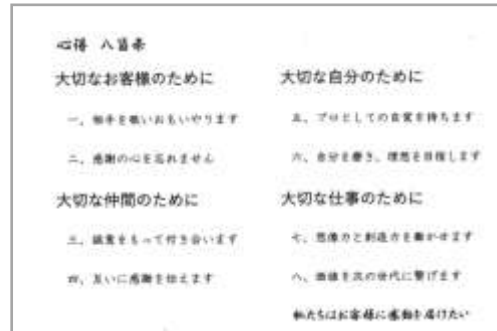 心得 八箇条
大切なお客様のために
一、相手を敬いおもいやります
二、感謝の心を忘れません
大切な仲間のために
三、誠意をもって付き合います
四、互いに感謝を伝えます
大切な自分のために
五、プロとしての自覚を持ちます
六、自分を磨き、理想を目指します
大切な仕事のために
七、想像力と創造力を働かせます
八、価値を次の世代に繋げます
私たちはお客様に感動を届けたい